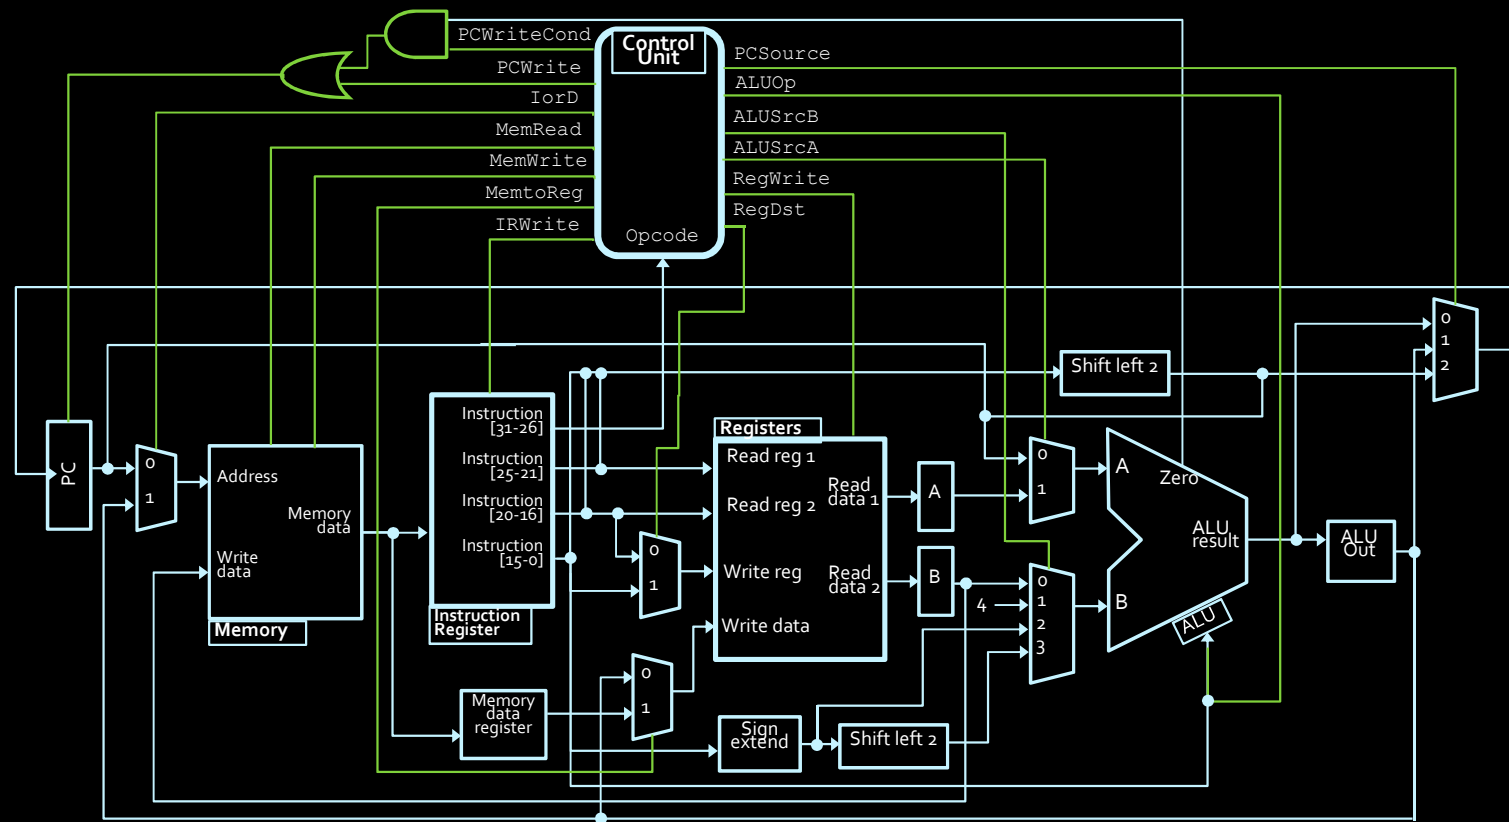 PCWriteCond
PCWrite
IorD
MemRead
MemWrite
MemtoReg
IRWrite
Control
Unit
Opcode
PCSource
ALUOp
ALUSrcB
ALUSrcA
RegWrite
RegDst
PC
0
1
Address
Memory
data
Write
data
Memory
Instruction
[31-26]
Instruction
[25-21]
Instruction
[20-16]
Instruction
[15-0]
Instruction
Register
Memory
data
register
0
1
0
1
Registers
Read reg 1
Read reg 2
Write reg
Write data
Read
data 1
Read
data 2
Sign
extend
Shift left 2
A
B
Shift left 2
0
1
4
0
1
2
3
A
B
Zero
ALU
result
ALU
ALU
Out
0
1
2